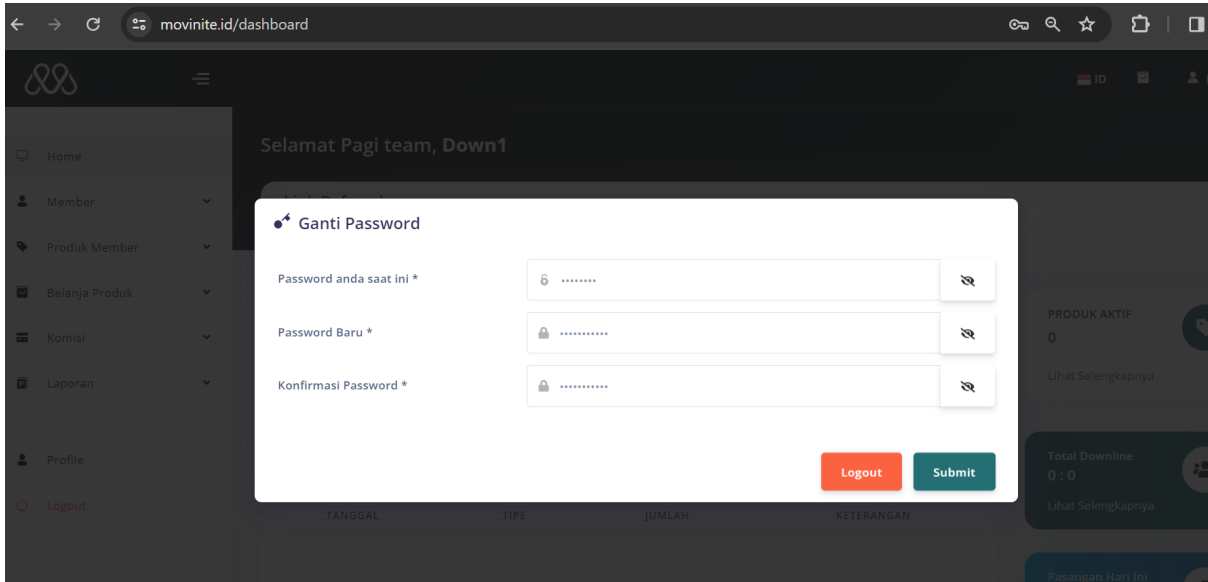 movinite.id/dashboard
ID
Selamat Pagi team, Down1
Home
Member
Produk Member
Belanja Produk
Komisi
Laporan
Profile
Logout
Ganti Password
Password anda saat ini *
Password Baru *
Konfirmasi Password *
Logout Submit
PRODUK AKTIF
0
Lihat Selengkapnya
Total Downline
0 : 0
Lihat Selengkapnya
TANGGAL TIPE JUMLAH KETERANGAN
Pasangan Hari Ini